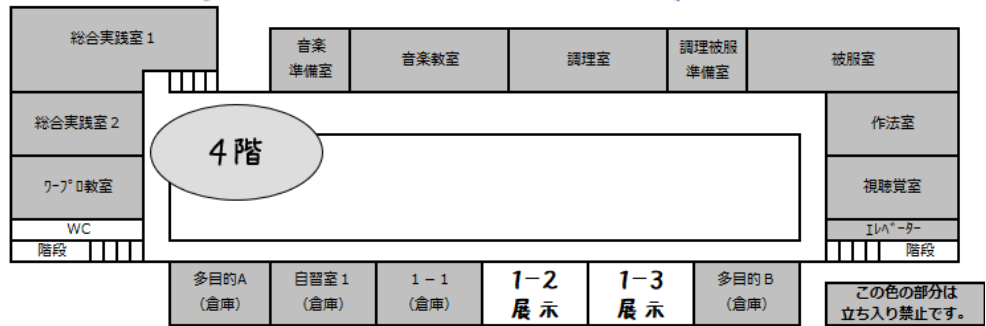 総合実践室1
音楽
準備室
音楽教室
調理室
調理被服
準備室
被服室
総合実践室2
4階
作法室
ﾜｰﾌﾟﾛ教室
視聴覚室
WC
ｴﾚﾍﾞｰﾀｰ
階段
階段
多目的A
(倉庫)
自習室1
(倉庫)
1－1
(倉庫)
1-2
展示
1-3
展示
多目的B
(倉庫)
この色の部分は
立ち入り禁止です。